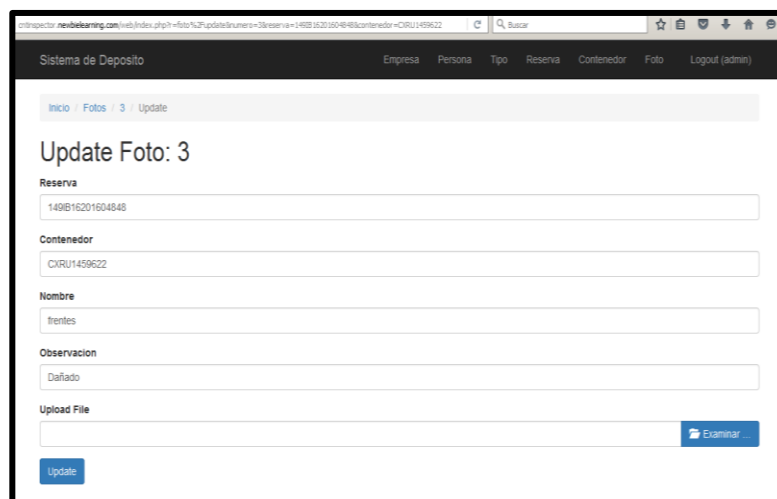 cntrinspector.newbielearning.com/web/index.php?r=foto%2Fupdate&numero=3&reserva=149IB16201604848&contenedor=CXRU1459622 Buscar
Sistema de Deposito Empresa Persona Tipo Reserva Contenedor Foto Logout (admin)
Inicio / Fotos / 3 / Update
Update Foto: 3
Reserva
149IB16201604848
Contenedor
CXRU1459622
Nombre
frentes
Observacion
Dañado
Upload File
Examinar ...
Update